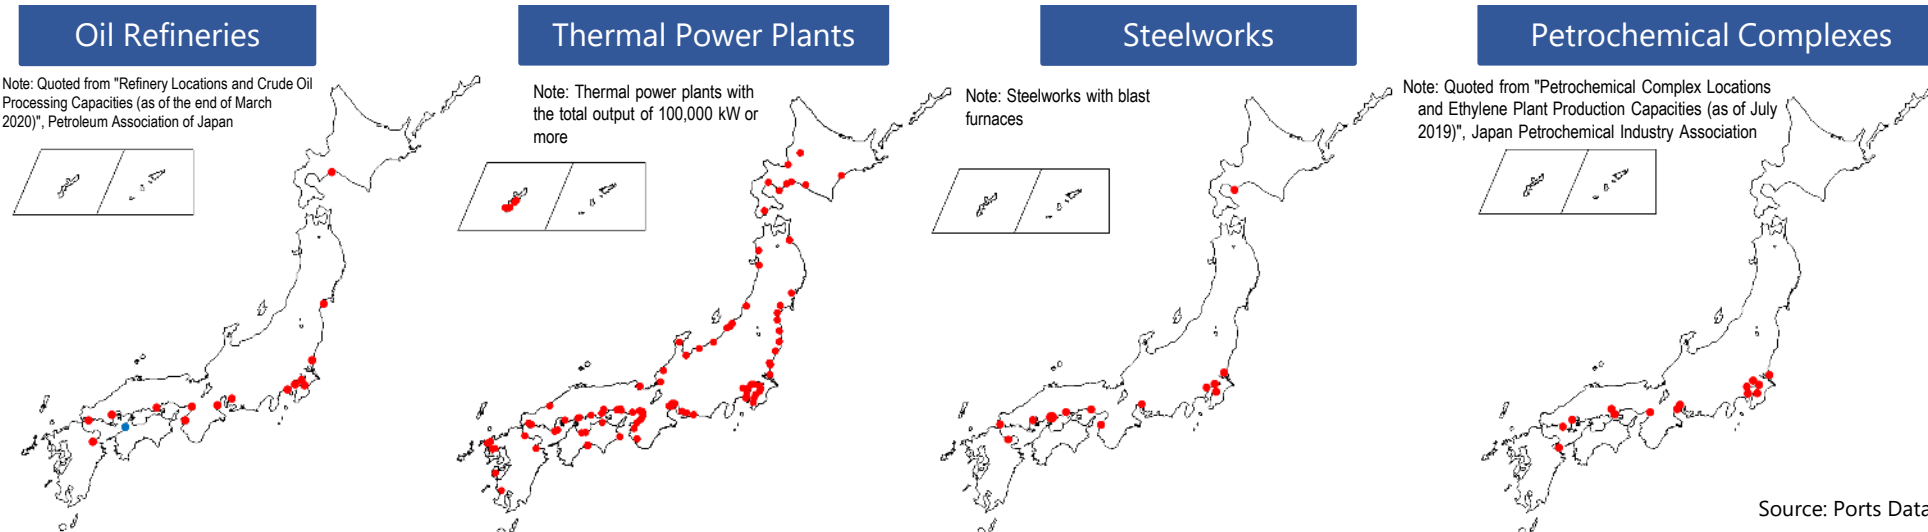 Oil Refineries
Note: Quoted from "Refinery Locations and Crude Oil
Processing Capacities (as of the end of March
2020)", Petroleum Association of Japan
Thermal Power Plants
Note: Thermal power plants with
the total output of 100,000 kW or
more
Steelworks
Note: Steelworks with blast
furnaces
Petrochemical Complexes
Note: Quoted from "Petrochemical Complex Locations
and Ethylene Plant Production Capacities (as of July
2019)", Japan Petrochemical Industry Association
Source: Ports Data